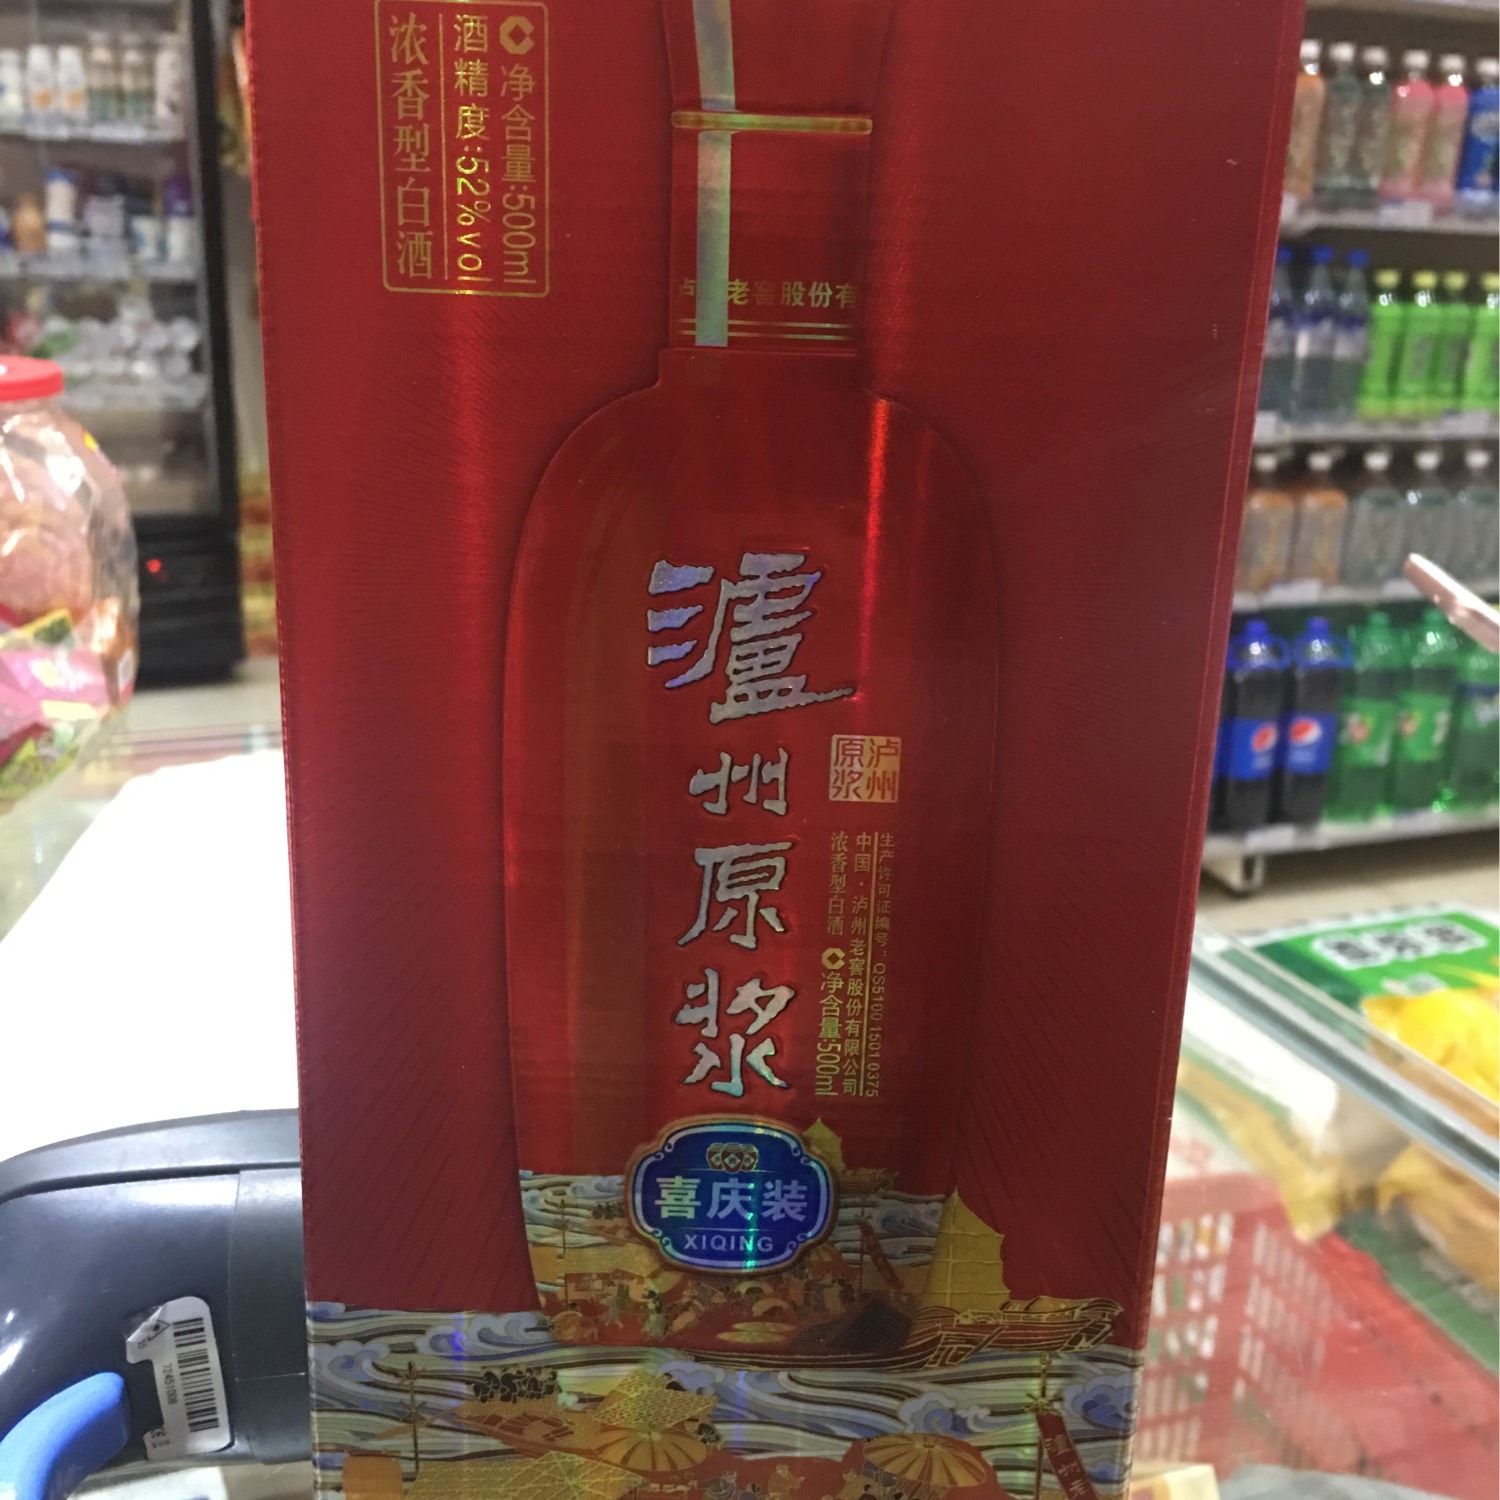 净含量:500ml
酒精度:52%vol
浓香型白酒
老窖股份有
瀘州原浆
泸州
原浆
生产许可证编号:QS5100 1501 0375
中国·泸州老窖股份有限公司
浓香型白酒 净含量:500ml
喜庆装
XIQING